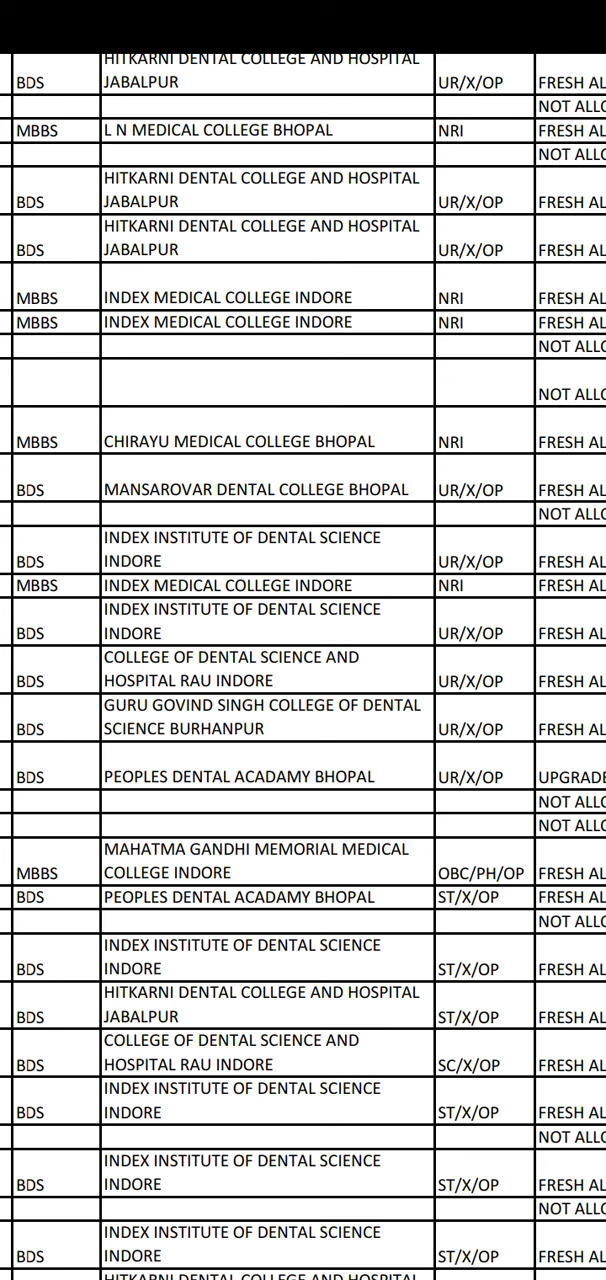 HITKARNI DENTAL COLLEGE AND HOSPITAL
BDS JABALPUR UR/X/OP FRESH AL
NOT ALLO
MBBS L N MEDICAL COLLEGE BHOPAL NRI FRESH AL
NOT ALLO
HITKARNI DENTAL COLLEGE AND HOSPITAL
BDS JABALPUR UR/X/OP FRESH AL
HITKARNI DENTAL COLLEGE AND HOSPITAL
BDS JABALPUR UR/X/OP FRESH AL
MBBS INDEX MEDICAL COLLEGE INDORE NRI FRESH AL
MBBS INDEX MEDICAL COLLEGE INDORE NRI FRESH AL
NOT ALLO
NOT ALLO
MBBS CHIRAYU MEDICAL COLLEGE BHOPAL NRI FRESH AL
BDS MANSAROVAR DENTAL COLLEGE BHOPAL UR/X/OP FRESH AL
NOT ALLO
INDEX INSTITUTE OF DENTAL SCIENCE
BDS INDORE UR/X/OP FRESH AL
MBBS INDEX MEDICAL COLLEGE INDORE NRI FRESH AL
INDEX INSTITUTE OF DENTAL SCIENCE
BDS INDORE UR/X/OP FRESH AL
COLLEGE OF DENTAL SCIENCE AND
BDS HOSPITAL RAU INDORE UR/X/OP FRESH AL
GURU GOVIND SINGH COLLEGE OF DENTAL
BDS SCIENCE BURHANPUR UR/X/OP FRESH AL
BDS PEOPLES DENTAL ACADAMY BHOPAL UR/X/OP UPGRADE
NOT ALLO
NOT ALLO
MAHATMA GANDHI MEMORIAL MEDICAL
MBBS COLLEGE INDORE OBC/PH/OP FRESH AL
BDS PEOPLES DENTAL ACADAMY BHOPAL ST/X/OP FRESH AL
NOT ALLO
INDEX INSTITUTE OF DENTAL SCIENCE
BDS INDORE ST/X/OP FRESH AL
HITKARNI DENTAL COLLEGE AND HOSPITAL
BDS JABALPUR ST/X/OP FRESH AL
COLLEGE OF DENTAL SCIENCE AND
BDS HOSPITAL RAU INDORE SC/X/OP FRESH AL
INDEX INSTITUTE OF DENTAL SCIENCE
BDS INDORE ST/X/OP FRESH AL
NOT ALLO
INDEX INSTITUTE OF DENTAL SCIENCE
BDS INDORE ST/X/OP FRESH AL
NOT ALLO
INDEX INSTITUTE OF DENTAL SCIENCE
BDS INDORE ST/X/OP FRESH AL
HITKARNI DENTAL COLLEGE AND HOSPITAL